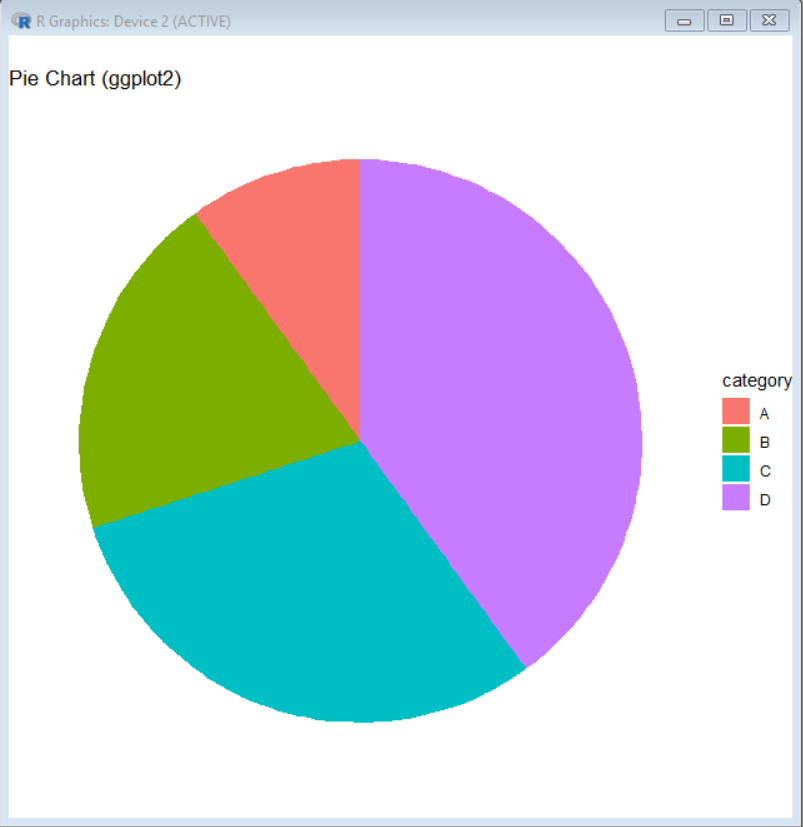 R Graphics: Device 2 (ACTIVE)
Pie Chart (ggplot2)
category
A
B
C
D